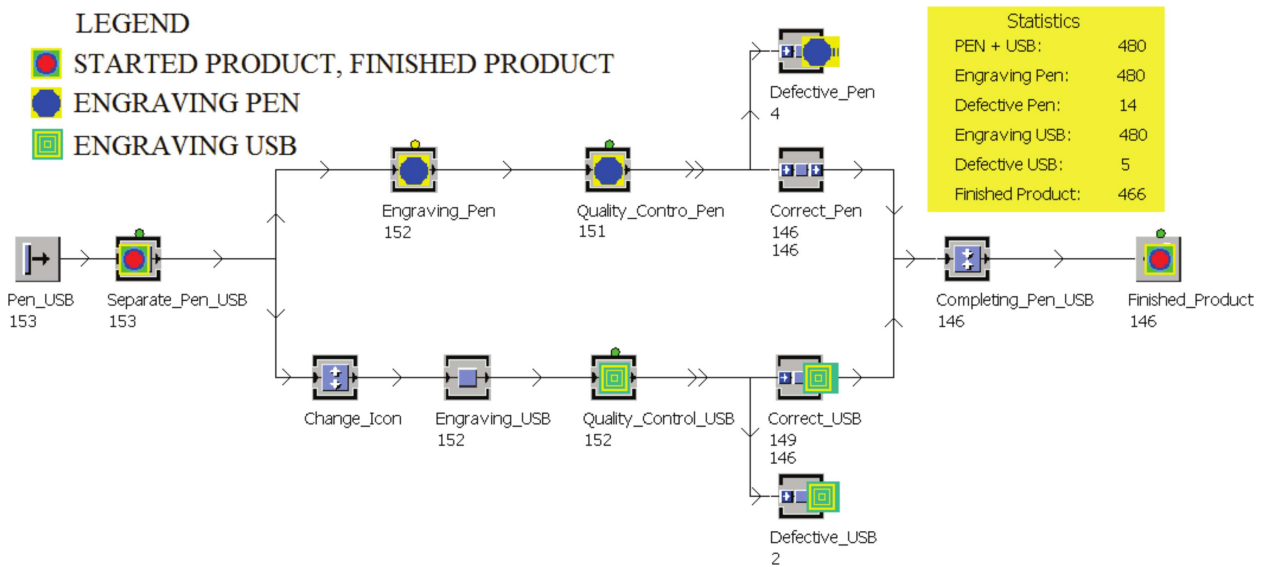 LEGEND
STARTED PRODUCT, FINISHED PRODUCT
ENGRAVING PEN
ENGRAVING USB
Statistics
PEN + USB: 480
Engraving Pen: 480
Defective Pen: 14
Engraving USB: 480
Defective USB: 5
Finished Product: 466
Defective_Pen
4
Engraving_Pen
152
Quality_Contro_Pen
151
Correct_Pen
146
146
Pen_USB
153
Separate_Pen_USB
153
Completing_Pen_USB
146
Finished_Product
146
Change_Icon
Engraving_USB
152
Quality_Control_USB
152
Correct_USB
149
146
Defective_USB
2